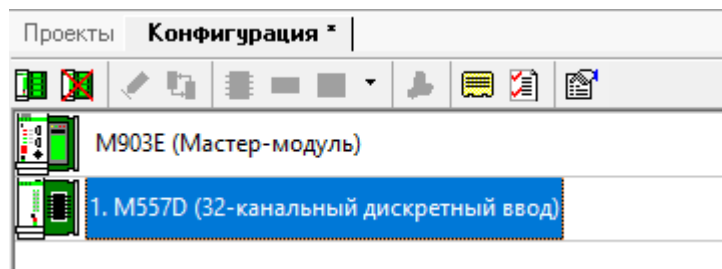 Проекты Конфигурация *
M903E (Мастер-модуль)
1. M557D (32-канальный дискретный ввод)